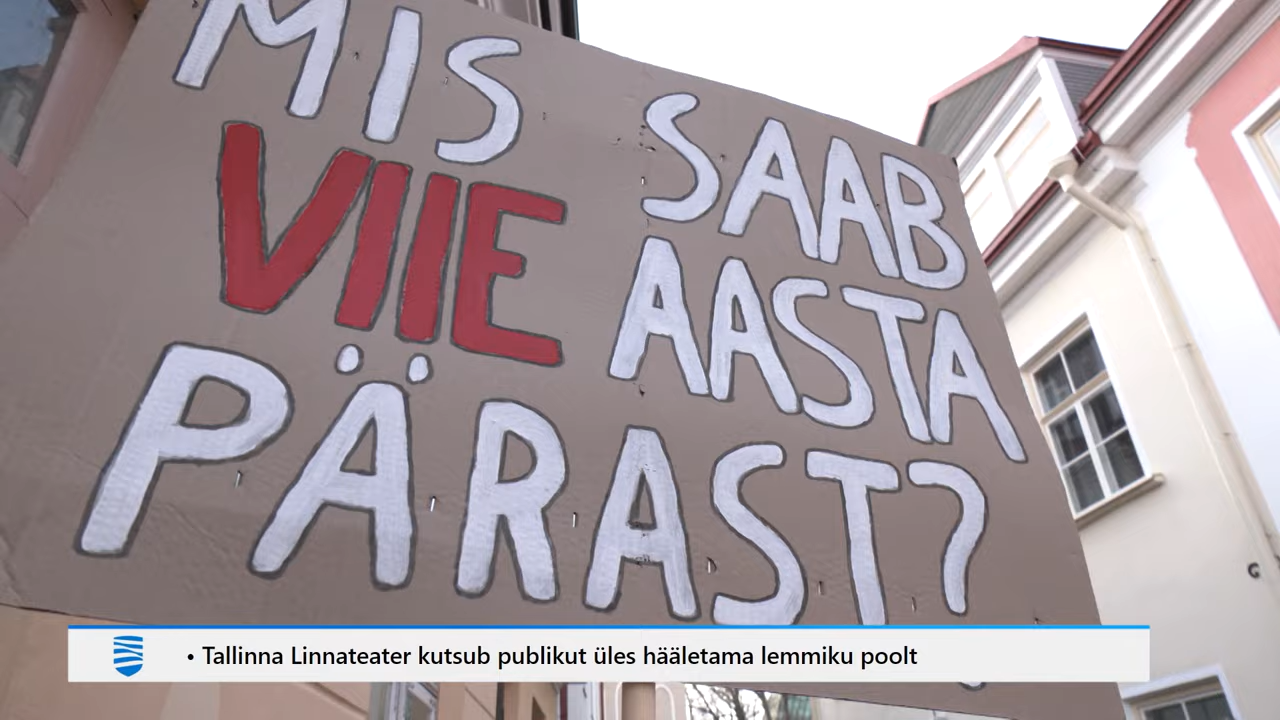 MIS SAAB
VIIE AASTA
PÄRAST?
• Tallinna Linnateater kutsub publikut üles hääletama lemmiku poolt